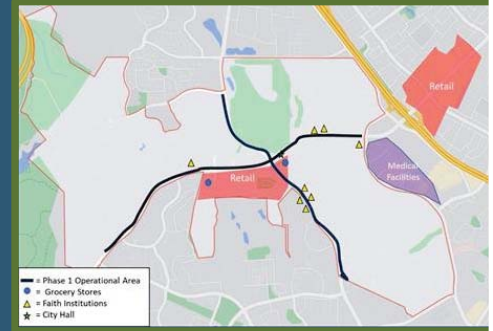 Retail
Medical
Facilities
Retail
= Phase 1 Operational Area
= Grocery Stores
= Faith Institutions
= City Hall